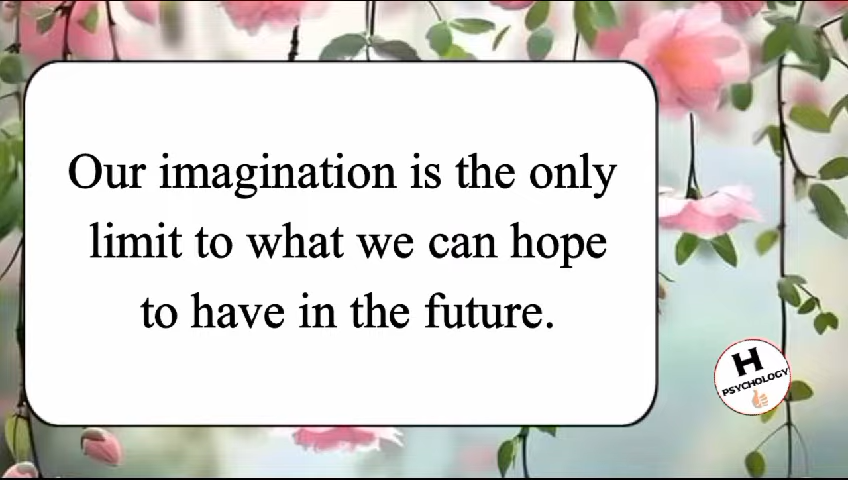 Our imagination is the only
limit to what we can hope
to have in the future.
H
PSYCHOLOGY